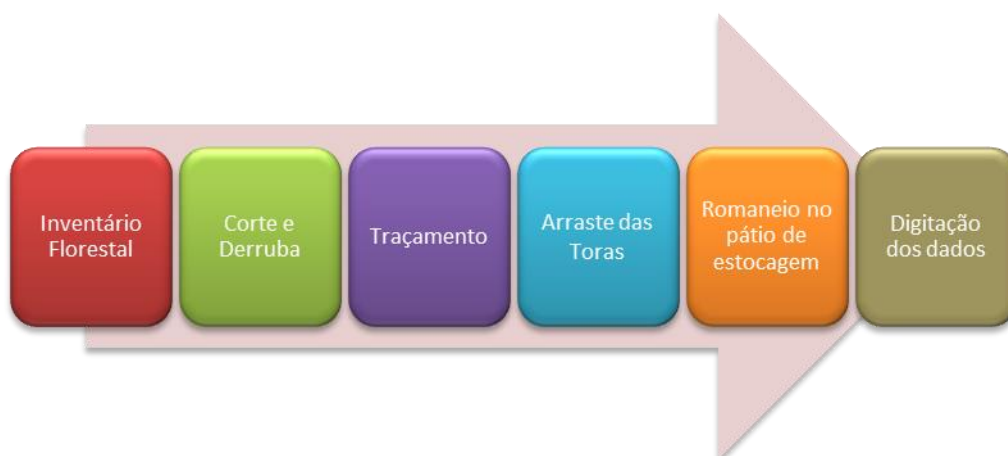 Inventário
Florestal
Corte e
Derruba
Traçamento
Arraste das
Toras
Romaneio no
pátio de
estocagem
Digitação
dos dados